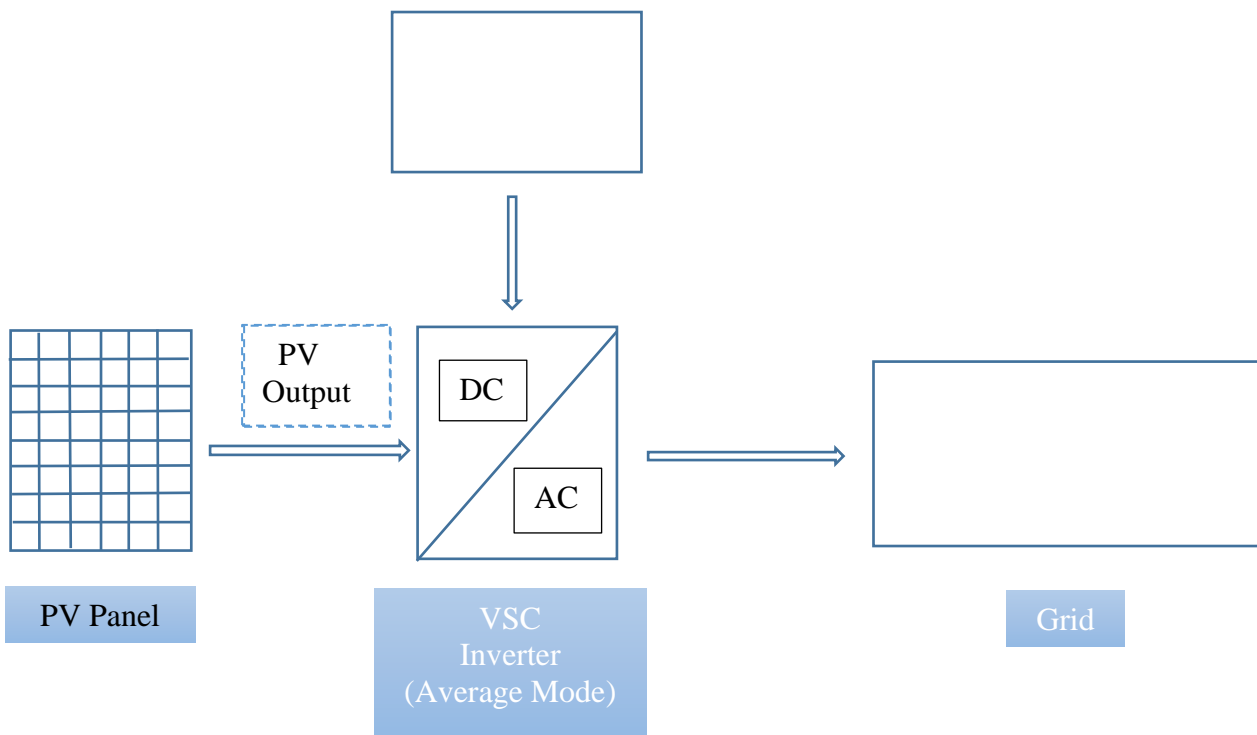 PV
Output
DC
AC
PV Panel
VSC
Inverter
(Average Mode)
Grid